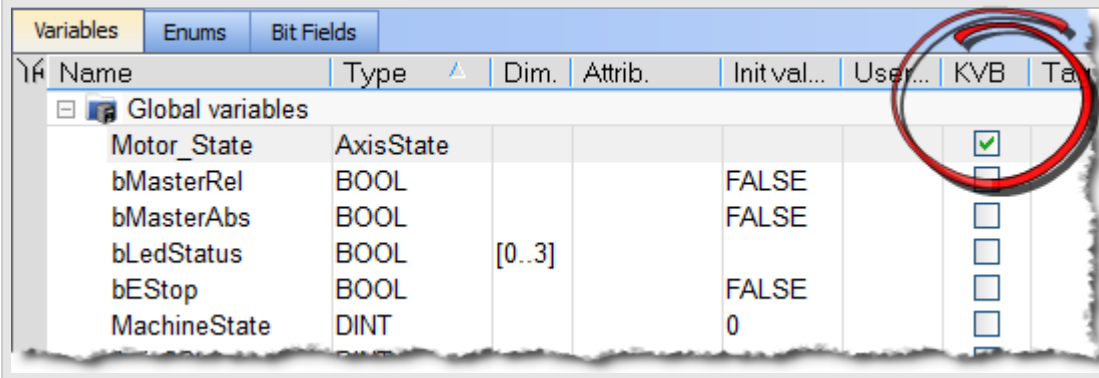 Variables Enums Bit Fields
Name Type Dim. Attrib. Init val... User... KVB
Global variables
Motor_State AxisState
bMasterRel BOOL FALSE
bMasterAbs BOOL FALSE
bLedStatus BOOL [0..3]
bEStop BOOL FALSE
MachineState DINT 0